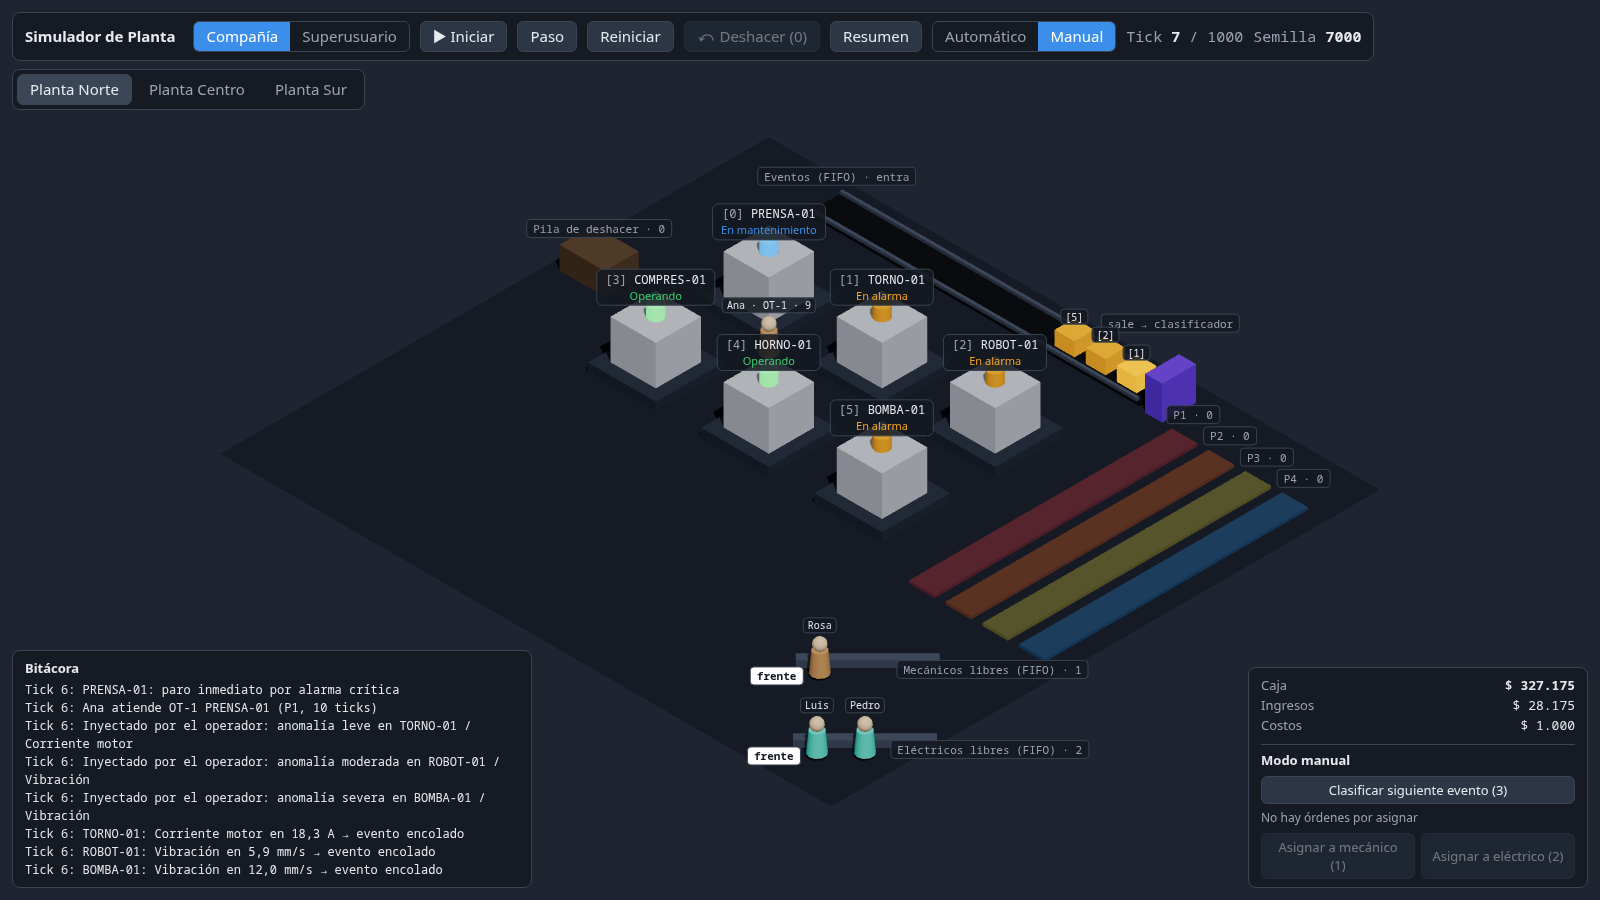 Simulador de Planta
Compañía
Superusuario
Iniciar
Paso
Reiniciar
Deshacer (0)
Resumen
Automático
Manual
Tick 7 / 1000 Semilla 7000
Planta Norte
Planta Centro
Planta Sur
Eventos (FIFO) · entra
Pila de deshacer · 0
[0] PRENSA-01
En mantenimiento
[3] COMPRES-01
Operando
[1] TORNO-01
En alarma
Ana · OT-1 · 9
[4] HORNO-01
Operando
[2] ROBOT-01
En alarma
[5] BOMBA-01
En alarma
[5]
[2]
[1]
sale → clasificador
P1 · 0
P2 · 0
P3 · 0
P4 · 0
Rosa
frente
Mecánicos libres (FIFO) · 1
Luis
Pedro
frente
Eléctricos libres (FIFO) · 2
Bitácora
Tick 6: PRENSA-01: paro inmediato por alarma crítica
Tick 6: Ana atiende OT-1 PRENSA-01 (P1, 10 ticks)
Tick 6: Inyectado por el operador: anomalía leve en TORNO-01 /
Corriente motor
Tick 6: Inyectado por el operador: anomalía moderada en ROBOT-01 /
Vibración
Tick 6: Inyectado por el operador: anomalía severa en BOMBA-01 /
Vibración
Tick 6: TORNO-01: Corriente motor en 18,3 A → evento encolado
Tick 6: ROBOT-01: Vibración en 5,9 mm/s → evento encolado
Tick 6: BOMBA-01: Vibración en 12,0 mm/s → evento encolado
Caja $ 327.175
Ingresos $ 28.175
Costos $ 1.000
Modo manual
Clasificar siguiente evento (3)
No hay órdenes por asignar
Asignar a mecánico
(1)
Asignar a eléctrico (2)